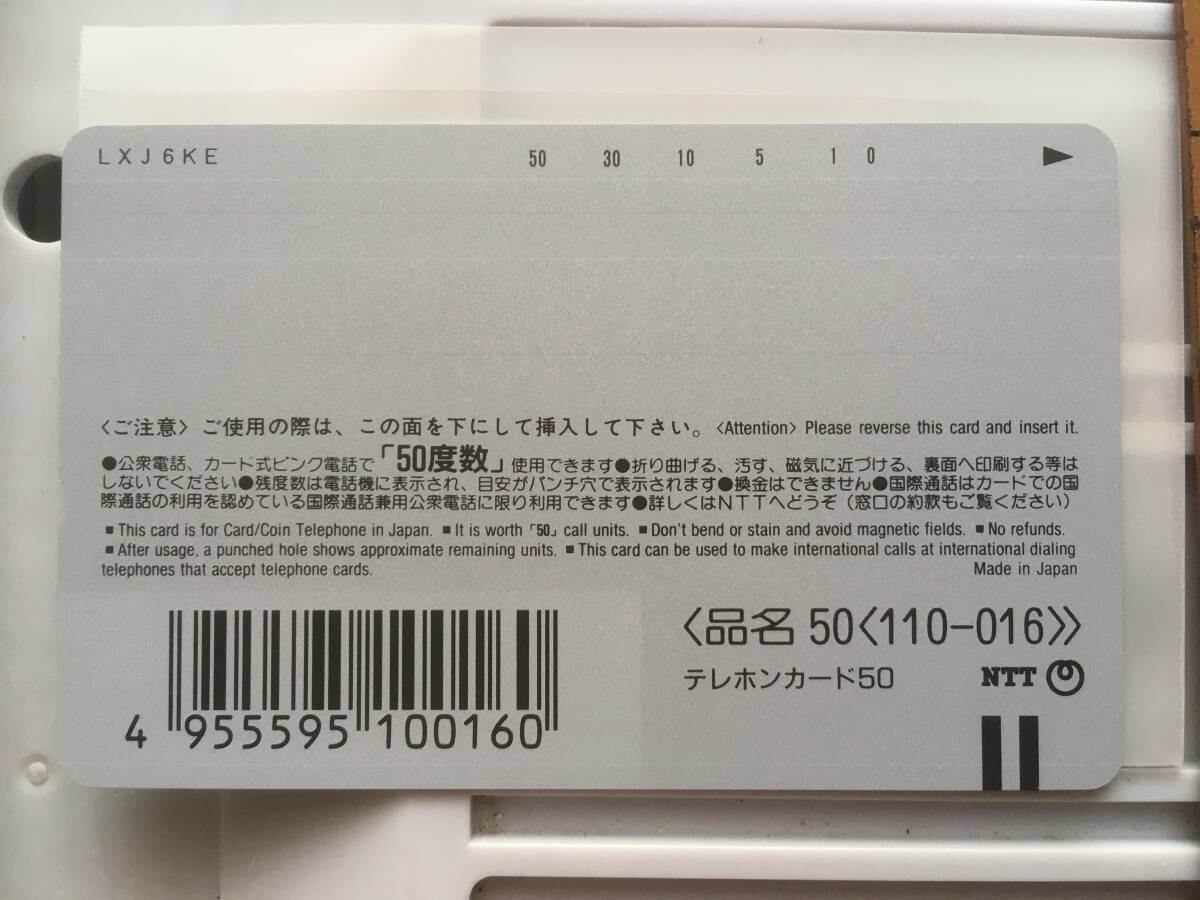 LXJ6KE 50 30 10 5 1 0
〈ご注意〉ご使用の際は、この面を下にして挿入して下さい。〈Attention〉Please reverse this card and insert it.
●公衆電話、カード式ピンク電話で「50度数」使用できます●折り曲げる、汚す、磁気に近づける、裏面へ印刷する等は
しないでください●残度数は電話機に表示され、目安がパンチ穴で表示されます●換金はできません●国際通話はカードでの国
際通話の利用を認めている国際通話兼用公衆電話に限り利用できます●詳しくはNTTへどうぞ（窓口の約款もご覧ください）
■ This card is for Card/Coin Telephone in Japan. ■ It is worth「50」call units. ■ Don't bend or stain and avoid magnetic fields. ■ No refunds.
■ After usage, a punched hole shows approximate remaining units. ■ This card can be used to make international calls at international dialing
telephones that accept telephone cards. Made in Japan
〈品名 50〈110-016〉〉
テレホンカード50 NTT
4 955595 100160